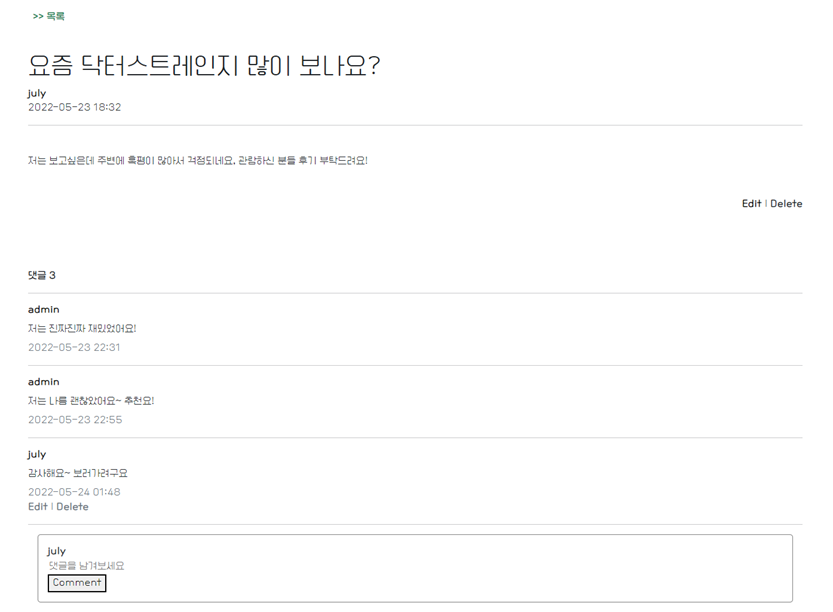 >> 목록
요즘 닥터스트레인지 많이 보나요?
july
2022-05-23 18:32
저는 보고싶은데 주변에 혹평이 많아서 걱정되네요. 관람하신 분들 후기 부탁드려요!
Edit | Delete
댓글 3
admin
저는 진짜진짜 재밌었어요!
2022-05-23 22:31
admin
저는 나름 괜찮았어요~ 추천요!
2022-05-23 22:55
july
감사해요~ 보러가려구요
2022-05-24 01:48
Edit | Delete
july
댓글을 남겨보세요
Comment